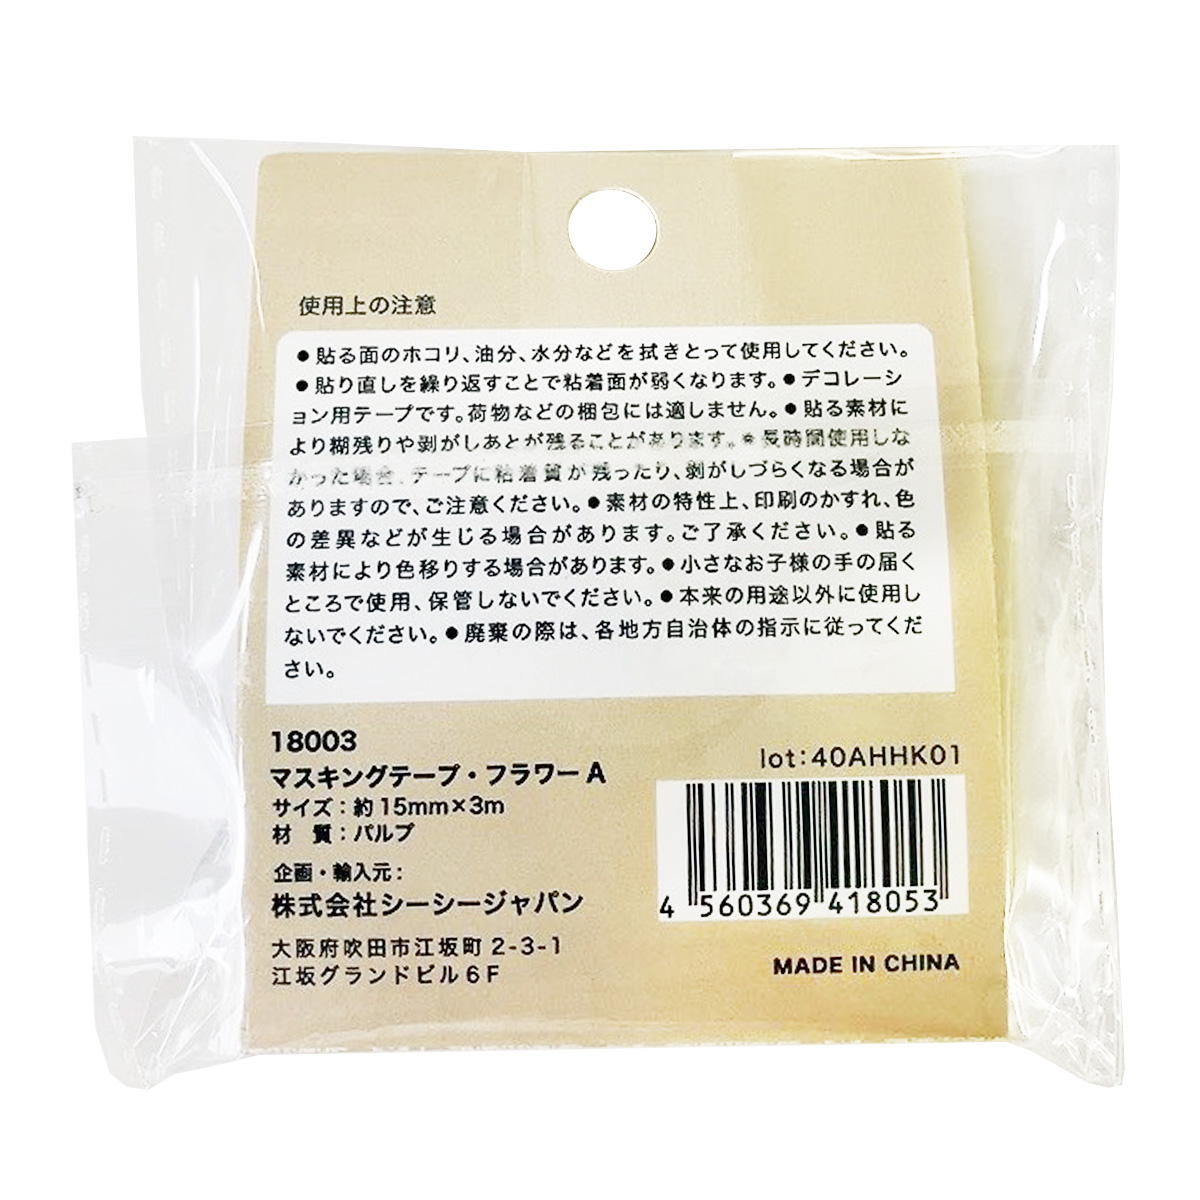 使用上の注意
●貼る面のホコリ、油分、水分などを拭きとって使用してください。
●貼り直しを繰り返すことで粘着面が弱くなります。●デコレーシ
ョン用テープです。荷物などの梱包には適しません。●貼る素材に
より糊残りや剥がしあとが残ることがあります。●長時間使用しな
かった場合、テープに粘着質が残ったり、剥がしづらくなる場合が
ありますので、ご注意ください。●素材の特性上、印刷のかすれ、色
の差異などが生じる場合があります。ご了承ください。●貼る
素材により色移りする場合があります。●小さなお子様の手の届く
ところで使用、保管しないでください。●本来の用途以外に使用し
ないでください。●廃棄の際は、各地方自治体の指示に従ってくだ
さい。
18003
マスキングテープ・フラワーA
サイズ：約15mm×3m
材　質：パルプ
企画・輸入元：
株式会社シーシージャパン
大阪府吹田市江坂町2-3-1
江坂グランドビル6F
lot:40AHHK01
4 560369 418053
MADE IN CHINA